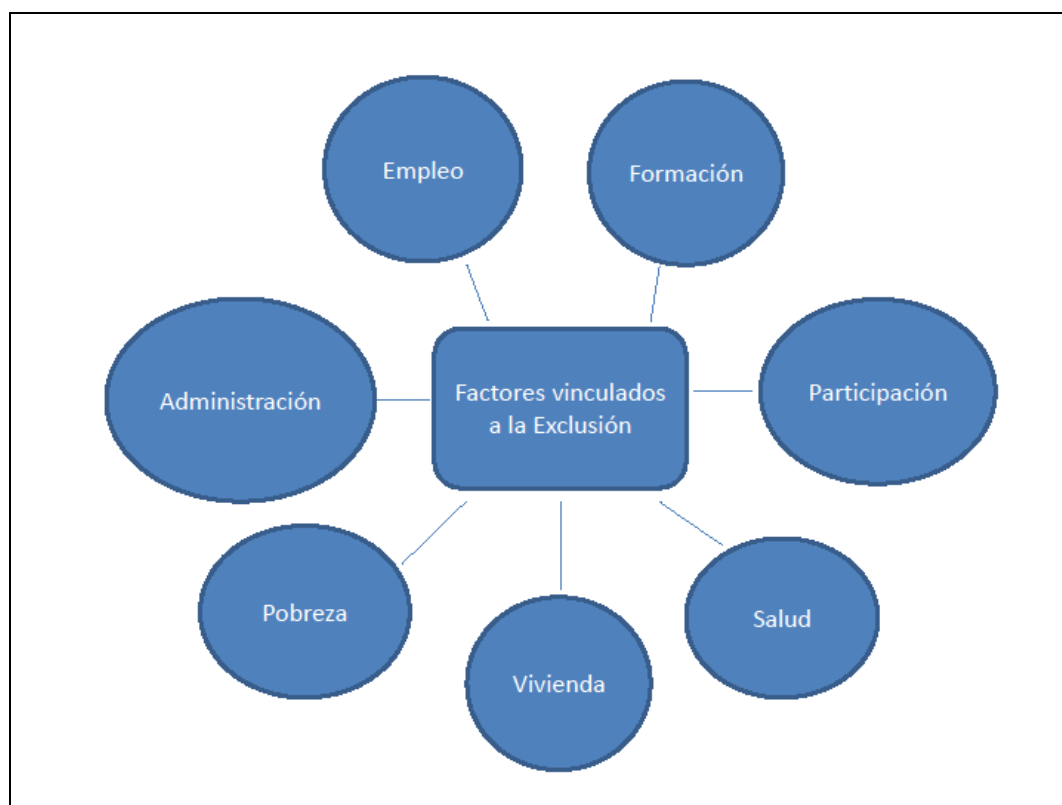 Empleo
Formación
Administración
Factores vinculados
a la Exclusión
Participación
Pobreza
Vivienda
Salud